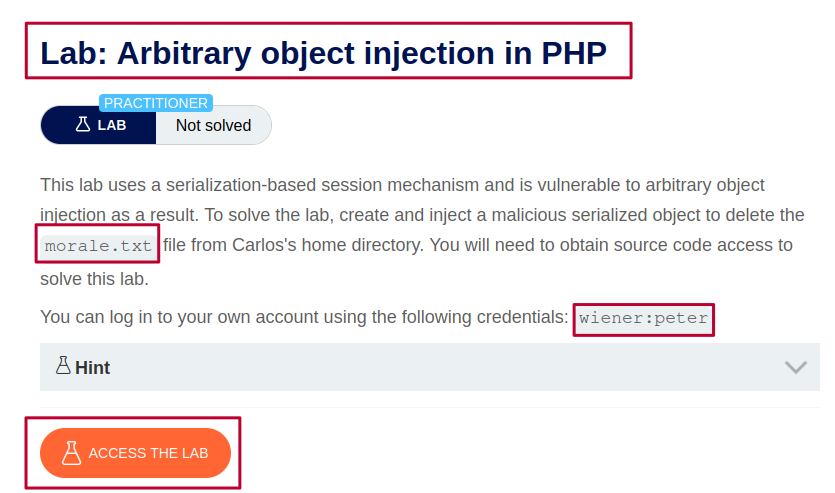 Lab: Arbitrary object injection in PHP
PRACTITIONER
LAB Not solved
This lab uses a serialization-based session mechanism and is vulnerable to arbitrary object
injection as a result. To solve the lab, create and inject a malicious serialized object to delete the
morale.txt file from Carlos's home directory. You will need to obtain source code access to
solve this lab.
You can log in to your own account using the following credentials: wiener:peter
Hint
ACCESS THE LAB